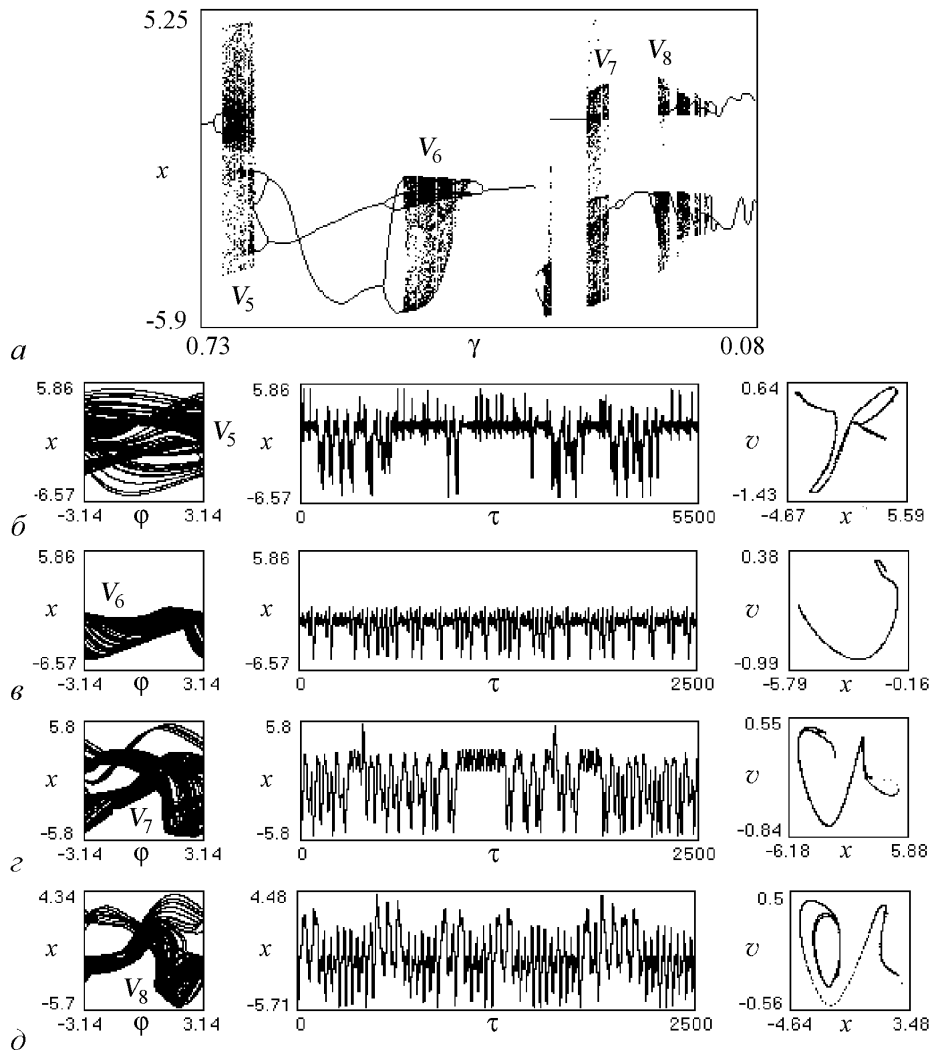 5.25
V7 V8
x V6
V5
-5.9
а
0.73 γ 0.08
5.86 5.86 0.64
x V5 x v
-6.57 -6.57 -1.43
б
-3.14 φ 3.14 0 τ 5500 -4.67 x 5.59
5.86 5.86 0.38
x V6 x v
-6.57 -6.57 -0.99
в
-3.14 φ 3.14 0 τ 2500 -5.79 x -0.16
5.8 5.8 0.55
x V7 x v
-5.8 -5.8 -0.84
г
-3.14 φ 3.14 0 τ 2500 -6.18 x 5.88
4.34 4.48 0.5
x V8 x v
-5.7 -5.71 -0.56
д
-3.14 φ 3.14 0 τ 2500 -4.64 x 3.48